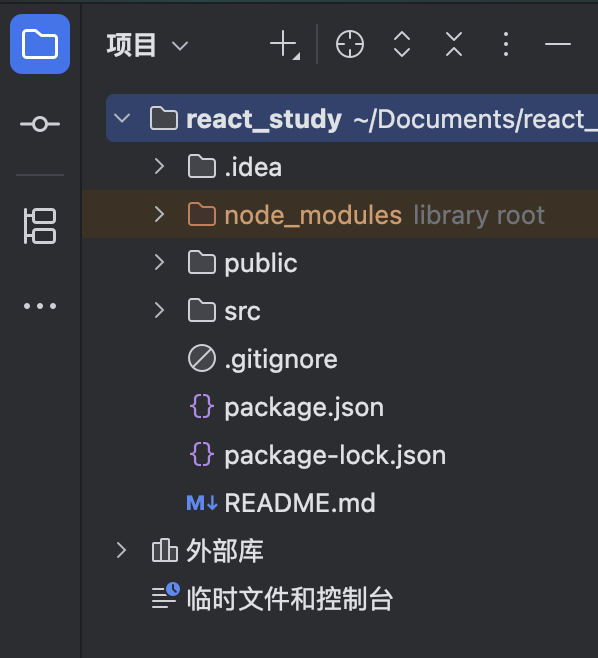 项目
react_study ~/Documents/react_
.idea
node_modules library root
public
src
.gitignore
{} package.json
{} package-lock.json
M↓ README.md
外部库
临时文件和控制台